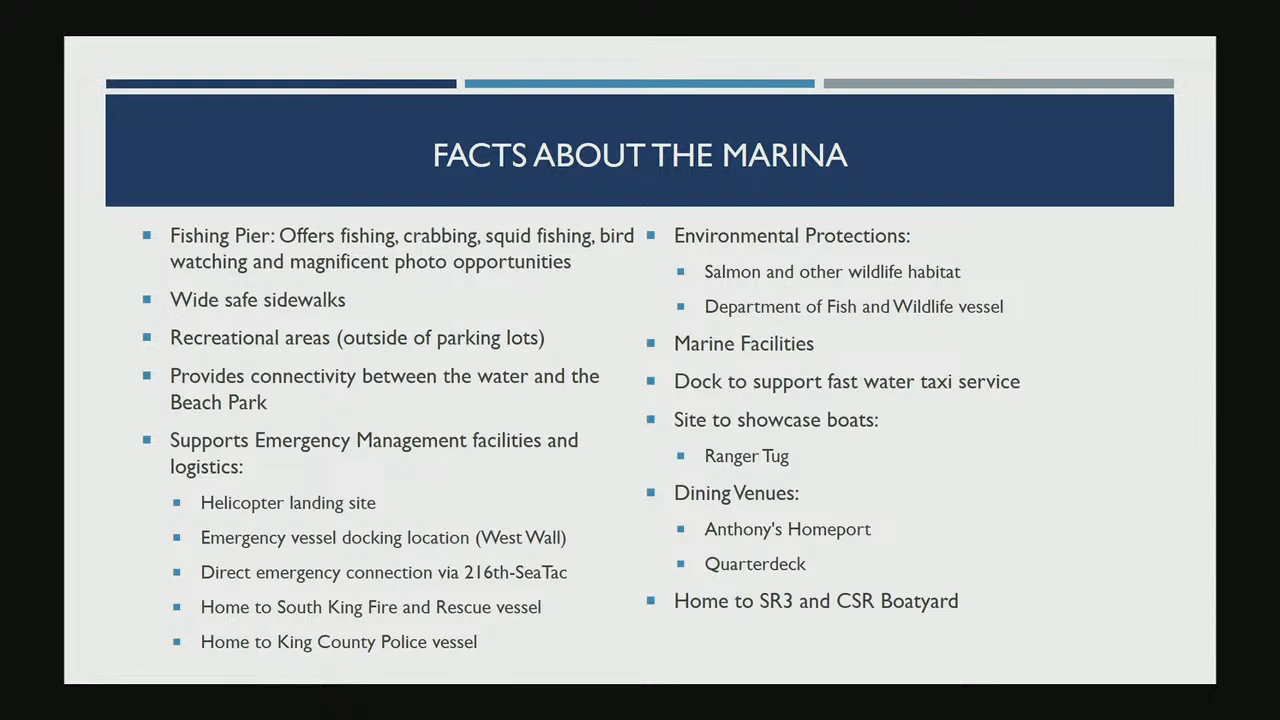 FACTS ABOUT THE MARINA
Fishing Pier: Offers fishing, crabbing, squid fishing, bird
watching and magnificent photo opportunities
Wide safe sidewalks
Recreational areas (outside of parking lots)
Provides connectivity between the water and the
Beach Park
Supports Emergency Management facilities and
logistics:
Helicopter landing site
Emergency vessel docking location (West Wall)
Direct emergency connection via 216th-SeaTac
Home to South King Fire and Rescue vessel
Home to King County Police vessel
Environmental Protections:
Salmon and other wildlife habitat
Department of Fish and Wildlife vessel
Marine Facilities
Dock to support fast water taxi service
Site to showcase boats:
Ranger Tug
Dining Venues:
Anthony's Homeport
Quarterdeck
Home to SR3 and CSR Boatyard